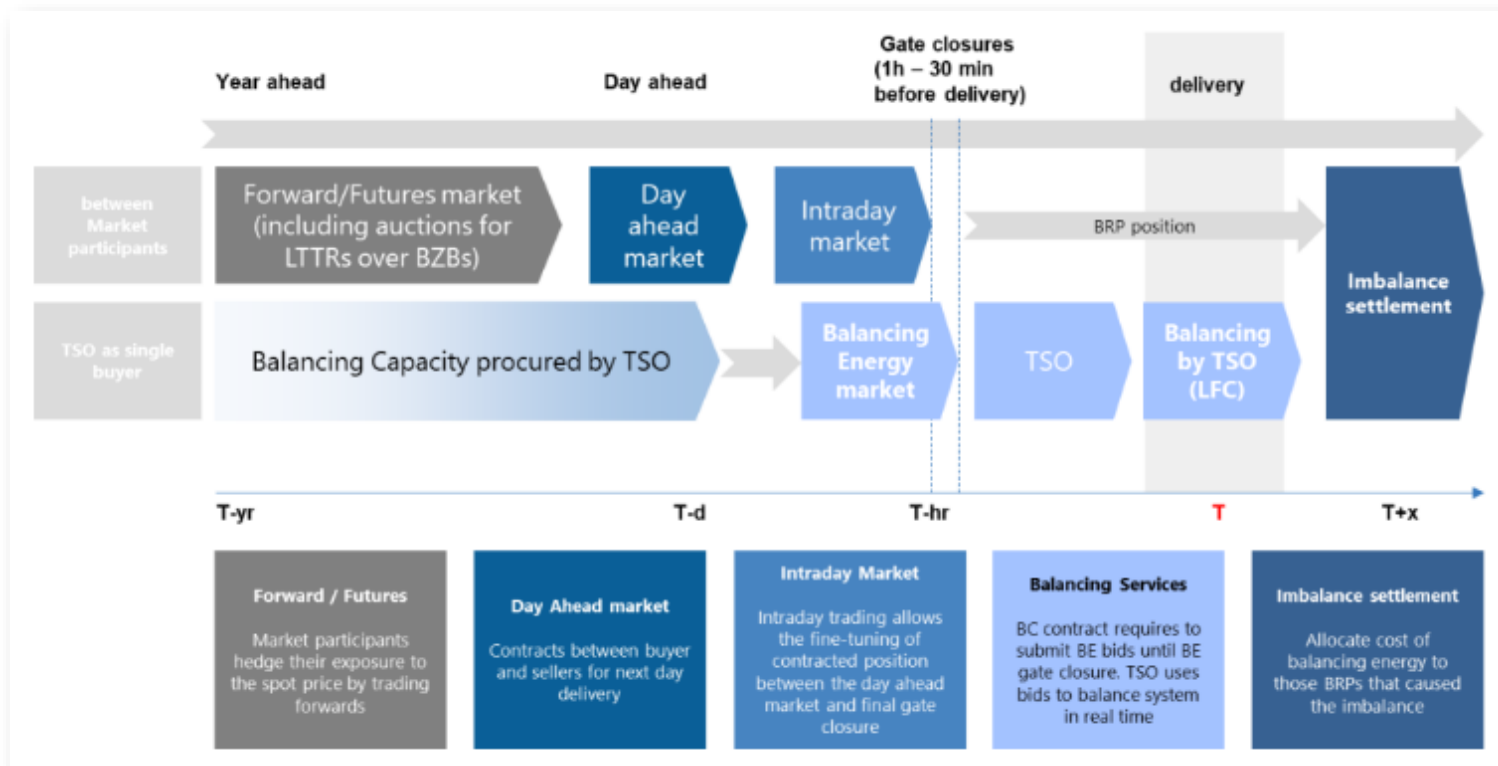 Year ahead
Day ahead
Gate closures
(1h – 30 min
before delivery)
delivery
between
Market
participants
Forward/Futures market
(including auctions for
LTTRs over BZBs)
Day
ahead
market
Intraday
market
BRP position
Imbalance
settlement
TSO as single
buyer
Balancing Capacity procured by TSO
Balancing
Energy
market
TSO
Balancing
by TSO
(LFC)
T-yr
T-d
T-hr
T
T+x
Forward / Futures
Market participants
hedge their exposure to
the spot price by trading
forwards
Day Ahead market
Contracts between buyer
and sellers for next day
delivery
Intraday Market
Intraday trading allows
the fine-tuning of
contracted position
between the day ahead
market and final gate
closure
Balancing Services
BC contract requires to
submit BE bids until BE
gate closure. TSO uses
bids to balance system
in real time
Imbalance settlement
Allocate cost of
balancing energy to
those BRPs that caused
the imbalance